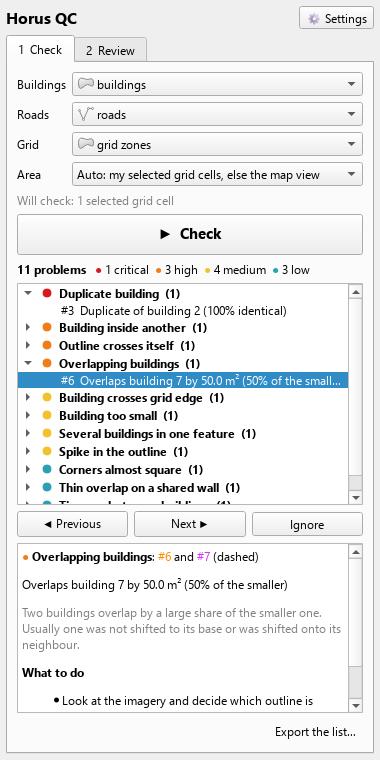 Horus QC
Settings
1 Check
2 Review
Buildings
buildings
Roads
roads
Grid
grid zones
Area
Auto: my selected grid cells, else the map view
Will check: 1 selected grid cell
► Check
11 problems • 1 critical • 3 high • 4 medium • 3 low
Duplicate building (1)
#3 Duplicate of building 2 (100% identical)
Building inside another (1)
Outline crosses itself (1)
Overlapping buildings (1)
#6 Overlaps building 7 by 50.0 m² (50% of the small...
Building crosses grid edge (1)
Building too small (1)
Several buildings in one feature (1)
Spike in the outline (1)
Corners almost square (1)
Thin overlap on a shared wall (1)
◄ Previous
Next ►
Ignore
• Overlapping buildings: #6 and #7 (dashed)
Overlaps building 7 by 50.0 m² (50% of the smaller)
Two buildings overlap by a large share of the smaller one.
Usually one was not shifted to its base or was shifted onto its
neighbour.
What to do
• Look at the imagery and decide which outline is
Export the list...